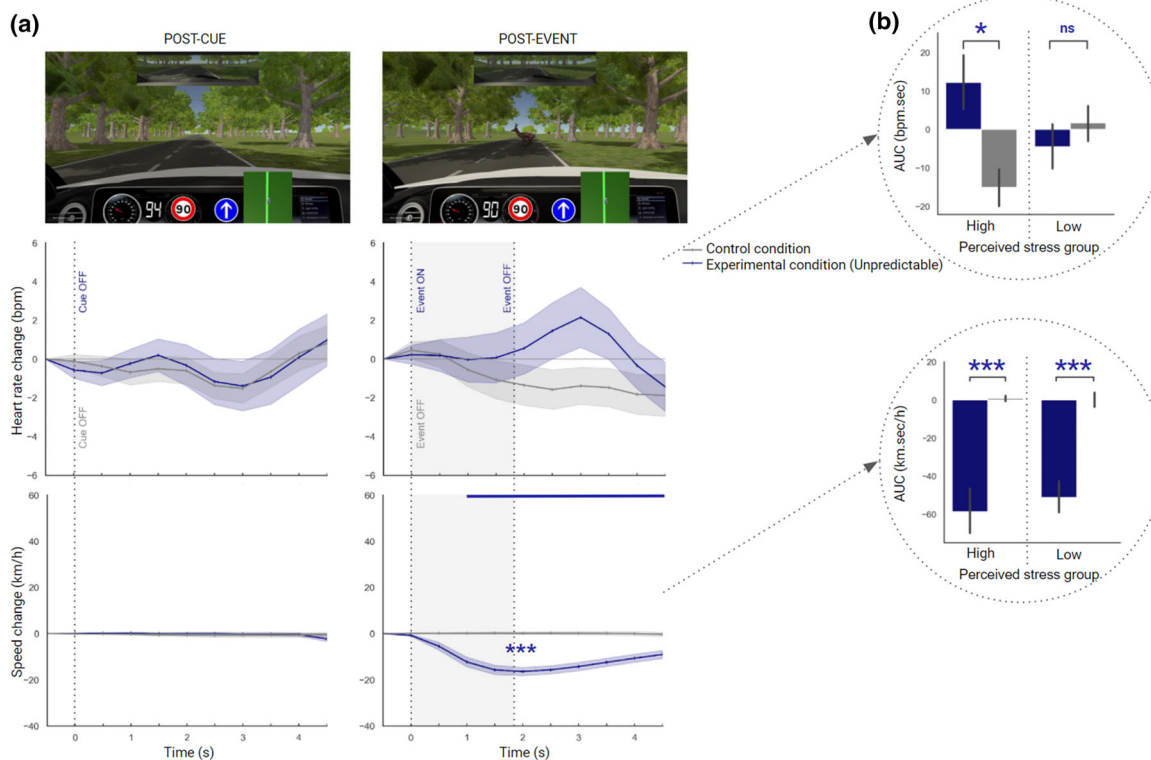 (a)
POST-CUE
POST-EVENT
94
90
90
90
Heart rate change (bpm)
6
4
2
0
−2
−4
−6
Cue OFF
Cue OFF
6
4
2
0
−2
−4
−6
Event ON
Event OFF
Event OFF
Control condition
Experimental condition (Unpredictable)
Speed change (km/h)
60
40
20
0
−20
−40
0
1
2
3
4
Time (s)
60
40
20
0
−20
−40
***
0
1
2
3
4
Time (s)
(b)
*
ns
AUC (bpm.sec)
20
10
0
−10
−20
High
Low
Perceived stress group
***
***
AUC (km.sec/h)
20
0
−20
−40
−60
High
Low
Perceived stress group